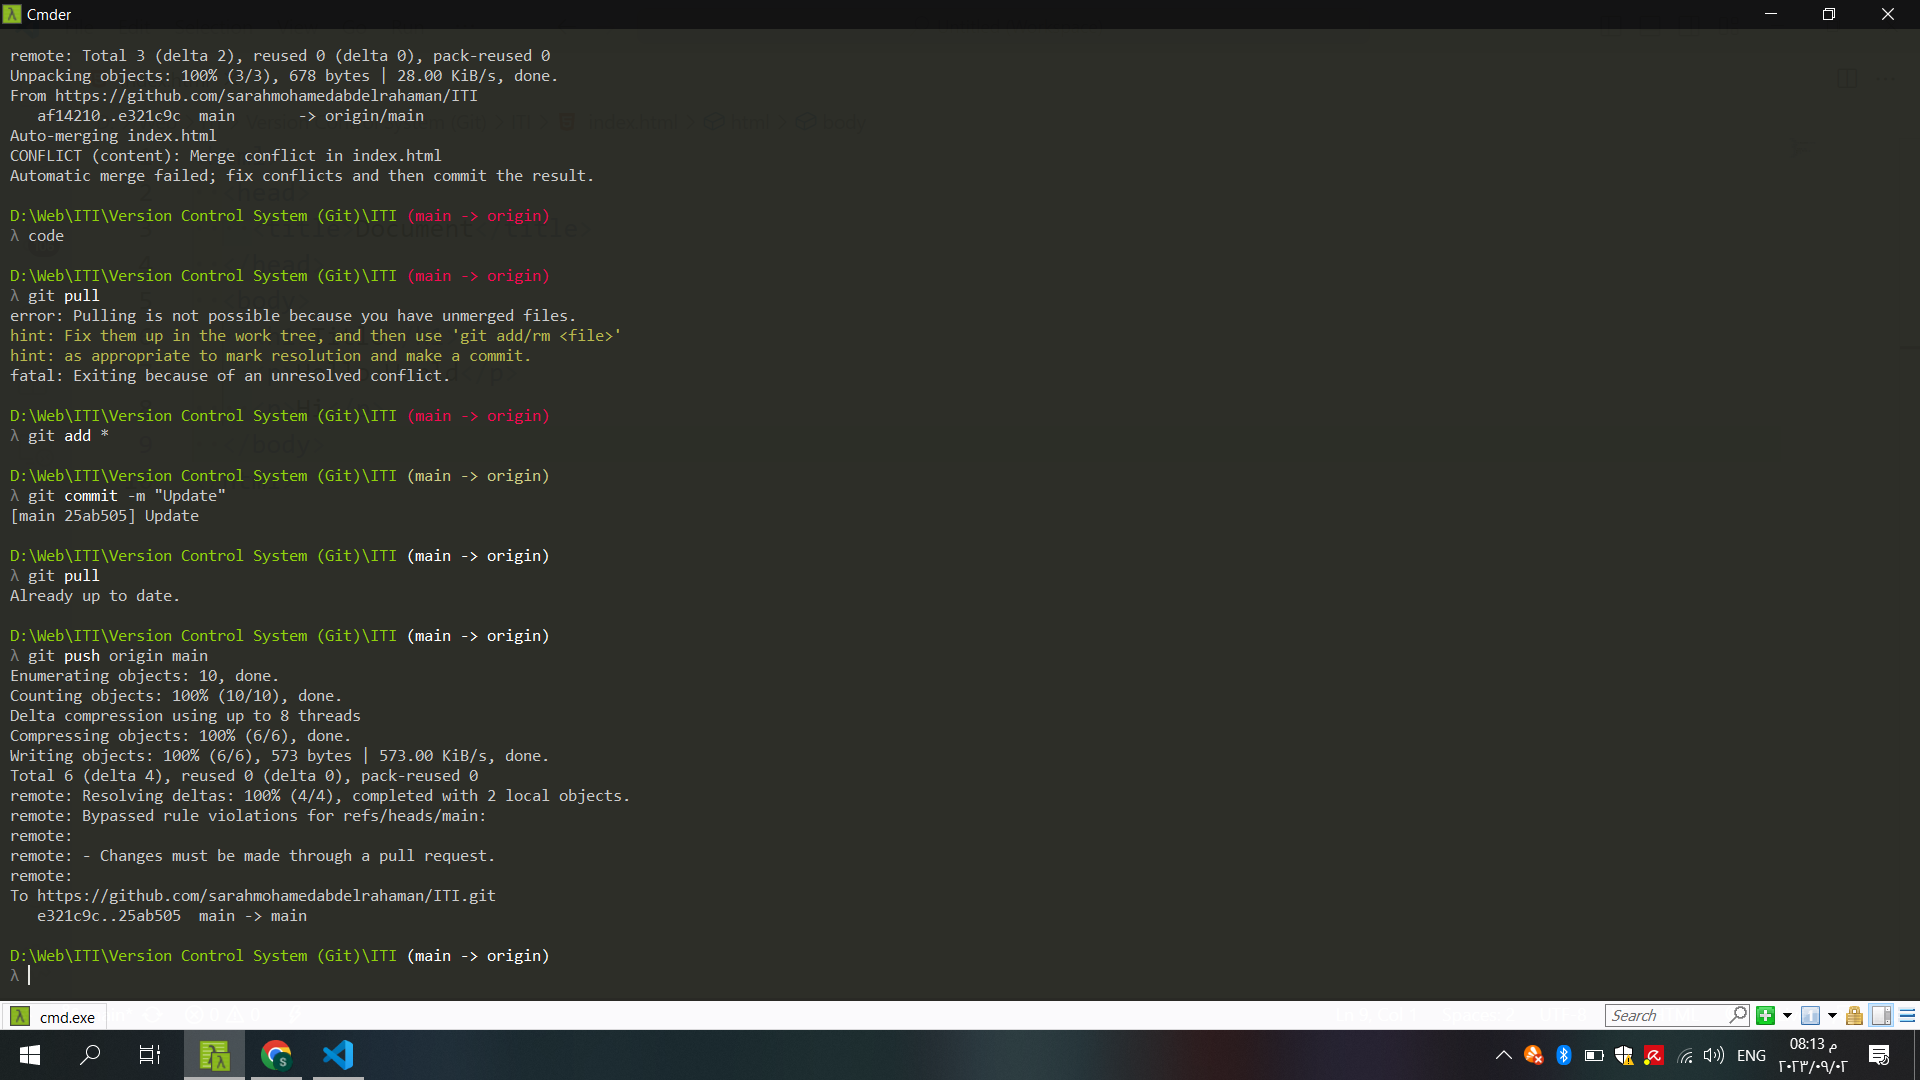 Cmder
remote: Total 3 (delta 2), reused 0 (delta 0), pack-reused 0
Unpacking objects: 100% (3/3), 678 bytes | 28.00 KiB/s, done.
From https://github.com/sarahmohamedabdelrahaman/ITI
   af14210..e321c9c  main       -> origin/main
Auto-merging index.html
CONFLICT (content): Merge conflict in index.html
Automatic merge failed; fix conflicts and then commit the result.
D:\Web\ITI\Version Control System (Git)\ITI (main -> origin)
λ code
D:\Web\ITI\Version Control System (Git)\ITI (main -> origin)
λ git pull
error: Pulling is not possible because you have unmerged files.
hint: Fix them up in the work tree, and then use 'git add/rm <file>'
hint: as appropriate to mark resolution and make a commit.
fatal: Exiting because of an unresolved conflict.
D:\Web\ITI\Version Control System (Git)\ITI (main -> origin)
λ git add *
D:\Web\ITI\Version Control System (Git)\ITI (main -> origin)
λ git commit -m "Update"
[main 25ab505] Update
D:\Web\ITI\Version Control System (Git)\ITI (main -> origin)
λ git pull
Already up to date.
D:\Web\ITI\Version Control System (Git)\ITI (main -> origin)
λ git push origin main
Enumerating objects: 10, done.
Counting objects: 100% (10/10), done.
Delta compression using up to 8 threads
Compressing objects: 100% (6/6), done.
Writing objects: 100% (6/6), 573 bytes | 573.00 KiB/s, done.
Total 6 (delta 4), reused 0 (delta 0), pack-reused 0
remote: Resolving deltas: 100% (4/4), completed with 2 local objects.
remote: Bypassed rule violations for refs/heads/main:
remote:
remote: - Changes must be made through a pull request.
remote:
To https://github.com/sarahmohamedabdelrahaman/ITI.git
   e321c9c..25ab505  main -> main
D:\Web\ITI\Version Control System (Git)\ITI (main -> origin)
λ
cmd.exe
Search
ENG
08:13 م
٢٠٢٣/٠٩/٠٢